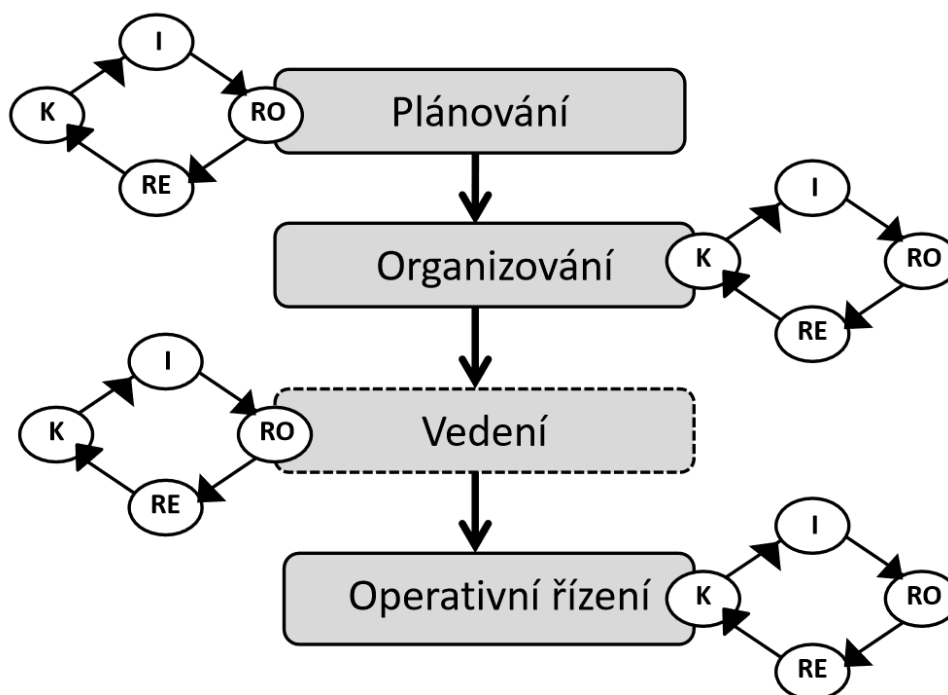 I
K
RO
Plánování
RE
I
Organizování
K
RO
RE
I
K
RO
Vedení
RE
I
Operativní řízení
K
RO
RE